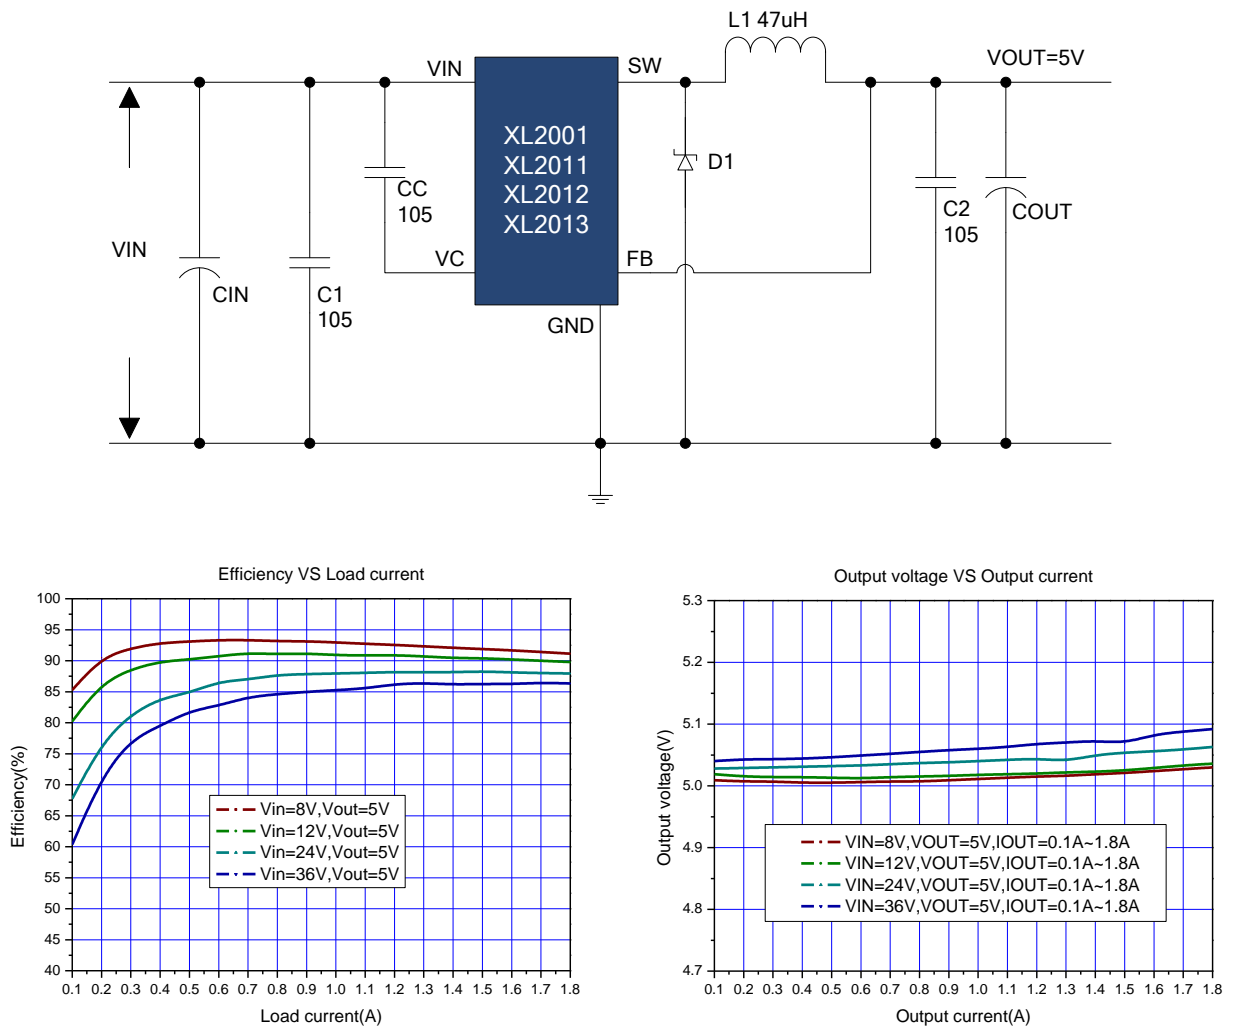 L1 47uH
VIN
SW
VOUT=5V
XL2001
XL2011
XL2012
XL2013
D1
CC
105
VIN
VC
FB
C2
105
COUT
CIN
C1
105
GND
Efficiency VS Load current
100
95
90
85
80
75
70
65
60
55
50
45
40
Efficiency(%)
Vin=8V,Vout=5V
Vin=12V,Vout=5V
Vin=24V,Vout=5V
Vin=36V,Vout=5V
0.1 0.2 0.3 0.4 0.5 0.6 0.7 0.8 0.9 1.0 1.1 1.2 1.3 1.4 1.5 1.6 1.7 1.8
Load current(A)
Output voltage VS Output current
5.3
5.2
5.1
5.0
4.9
4.8
4.7
Output voltage(V)
VIN=8V,VOUT=5V,IOUT=0.1A~1.8A
VIN=12V,VOUT=5V,IOUT=0.1A~1.8A
VIN=24V,VOUT=5V,IOUT=0.1A~1.8A
VIN=36V,VOUT=5V,IOUT=0.1A~1.8A
0.1 0.2 0.3 0.4 0.5 0.6 0.7 0.8 0.9 1.0 1.1 1.2 1.3 1.4 1.5 1.6 1.7 1.8
Output current(A)